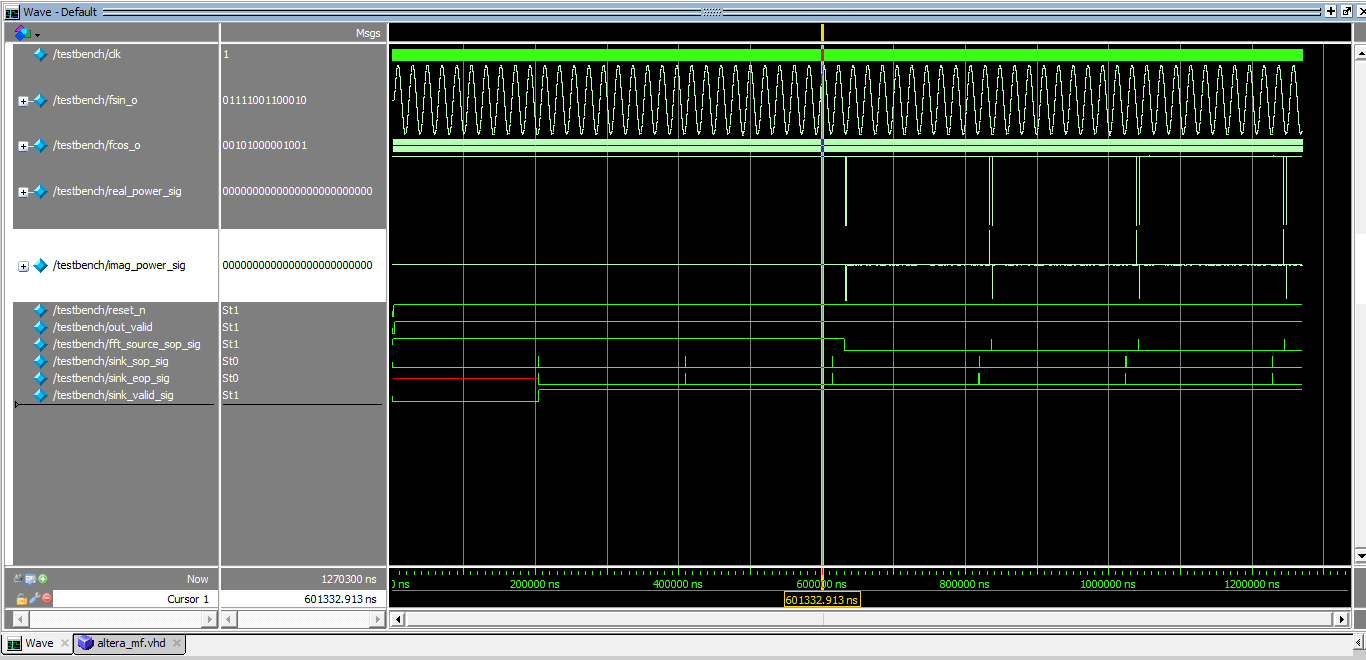 Wave - Default
Msgs
/testbench/clk 1
/testbench/fsin_o 01111001100010
/testbench/fcos_o 00101000001001
/testbench/real_power_sig 0000000000000000000000000
/testbench/imag_power_sig 0000000000000000000000000
/testbench/reset_n St1
/testbench/out_valid St1
/testbench/fft_source_sop_sig St1
/testbench/sink_sop_sig St0
/testbench/sink_eop_sig St0
/testbench/sink_valid_sig St1
Now 1270300 ns
ns 200000 ns 400000 ns 600000 ns 800000 ns 1000000 ns 1200000 ns
Cursor 1 601332.913 ns
601332.913 ns
Wave altera_mf.vhd